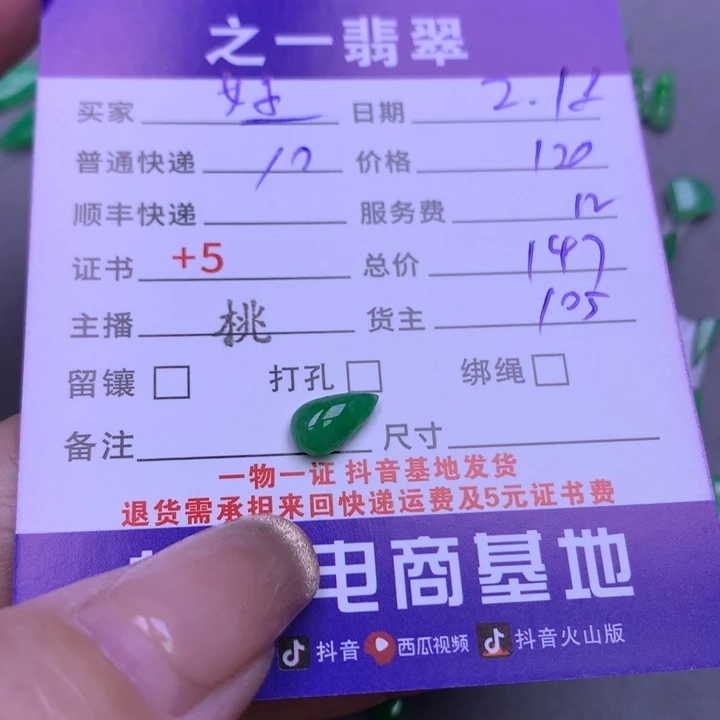 之一翡翠
买家 日期
普通快递 价格 120
顺丰快递 服务费 12
证书 +5 总价 147
主播 桃 货主 105
留镶 打孔 绑绳
备注 尺寸
一物一证 抖音基地发货
退货需承担来回快递运费及5元证书费
电商基地
抖音 西瓜视频 抖音火山版